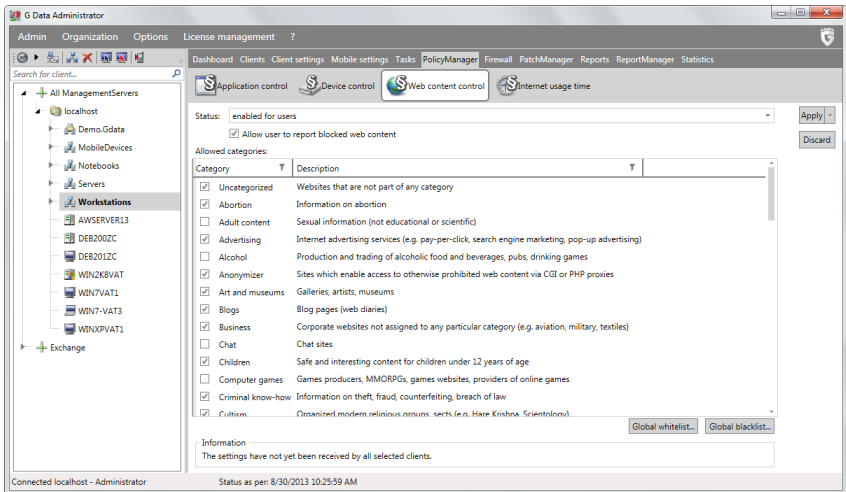 G Data Administrator
Admin Organization Options License management ?
Dashboard Clients Client settings Mobile settings Tasks PolicyManager Firewall PatchManager Reports ReportManager Statistics
Search for client...
Application control Device control Web content control Internet usage time
All ManagementServers
localhost
Demo.Gdata
MobileDevices
Notebooks
Servers
Workstations
AWSERVER13
DEB200ZC
DEB201ZC
WIN2K8VAT
WIN7VAT1
WIN7-VAT3
WINXPVAT1
Exchange
Status: enabled for users
Apply
Allow user to report blocked web content
Discard
Allowed categories:
Category Description
Uncategorized Websites that are not part of any category
Abortion Information on abortion
Adult content Sexual information (not educational or scientific)
Advertising Internet advertising services (e.g. pay-per-click, search engine marketing, pop-up advertising)
Alcohol Production and trading of alcoholic food and beverages, pubs, drinking games
Anonymizer Sites which enable access to otherwise prohibited web content via CGI or PHP proxies
Art and museums Galleries, artists, museums
Blogs Blog pages (web diaries)
Business Corporate websites not assigned to any particular category (e.g. aviation, military, textiles)
Chat Chat sites
Children Safe and interesting content for children under 12 years of age
Computer games Games producers, MMORPGs, games websites, providers of online games
Criminal know-how Information on theft, fraud, counterfeiting, breach of law
Cultism Organized modern religious groups, sects (e.g. Hare Krishna, Scientology)
Global whitelist... Global blacklist...
Information
The settings have not yet been received by all selected clients.
Connected localhost - Administrator Status as per: 8/30/2013 10:25:59 AM